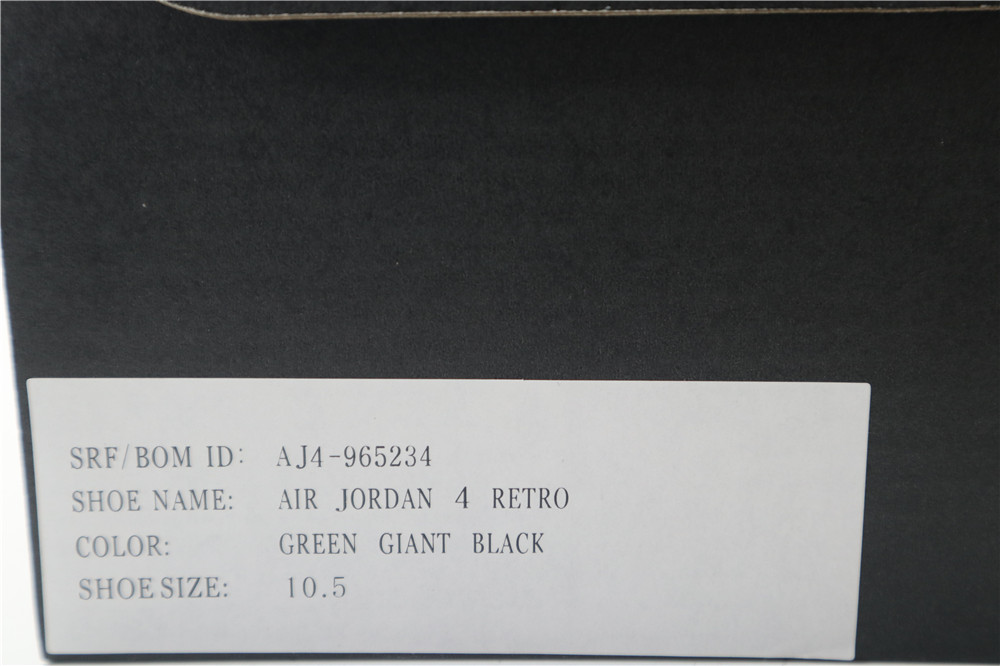 SRF/BOM ID: AJ4-965234
SHOE NAME: AIR JORDAN 4 RETRO
COLOR: GREEN GIANT BLACK
SHOE SIZE: 10.5